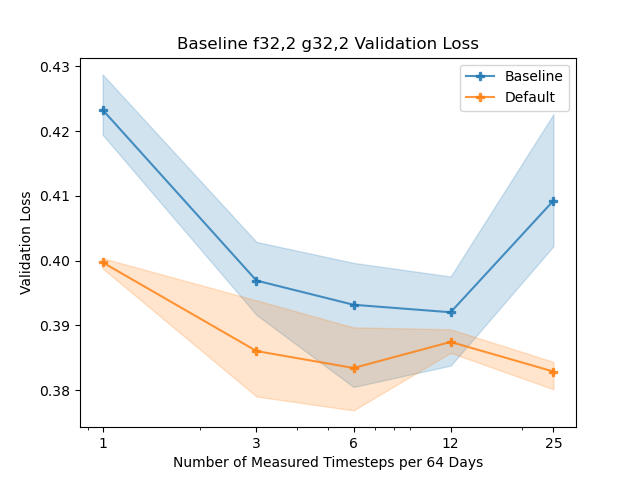 Baseline f32,2 g32,2 Validation Loss
Baseline
Default
Validation Loss
0.43
0.42
0.41
0.40
0.39
0.38
1
3
6
12
25
Number of Measured Timesteps per 64 Days